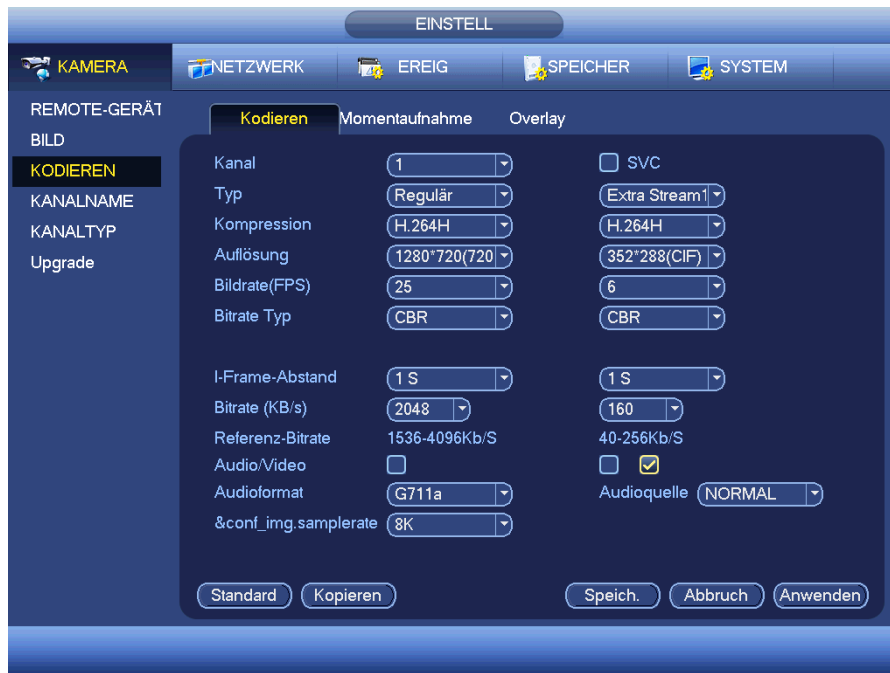 EINSTELL
KAMERA NETZWERK EREIG SPEICHER SYSTEM
REMOTE-GERÄT
BILD
KODIEREN
KANALNAME
KANALTYP
Upgrade
Kodieren Momentaufnahme Overlay
Kanal 1 SVC
Typ Regulär Extra Stream1
Kompression H.264H H.264H
Auflösung 1280*720(720 352*288(CIF)
Bildrate(FPS) 25 6
Bitrate Typ CBR CBR
I-Frame-Abstand 1 S 1 S
Bitrate (KB/s) 2048 160
Referenz-Bitrate 1536-4096Kb/S 40-256Kb/S
Audio/Video
Audioformat G711a Audioquelle NORMAL
&conf_img.samplerate 8K
Standard Kopieren Speich. Abbruch Anwenden